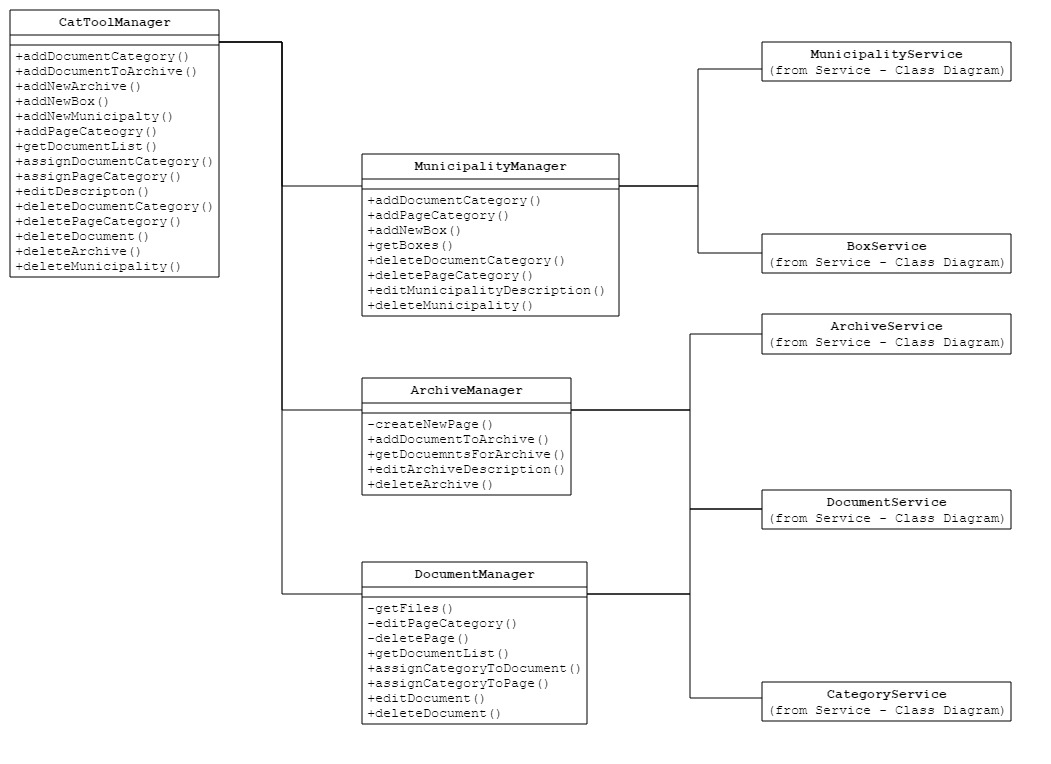 CatToolManager
+addDocumentCategory()
+addDocumentToArchive()
+addNewArchive()
+addNewBox()
+addNewMunicipalty()
+addPageCateogry()
+getDocumentList()
+assignDocumentCategory()
+assignPageCategory()
+editDescripton()
+deleteDocumentCategory()
+deletePageCategory()
+deleteDocument()
+deleteArchive()
+deleteMunicipality()
MunicipalityManager
+addDocumentCategory()
+addPageCategory()
+addNewBox()
+getBoxes()
+deleteDocumentCategory()
+deletePageCategory()
+editMunicipalityDescription()
+deleteMunicipality()
ArchiveManager
-createNewPage()
+addDocumentToArchive()
+getDocuemntsForArchive()
+editArchiveDescription()
+deleteArchive()
DocumentManager
-getFiles()
-editPageCategory()
-deletePage()
+getDocumentList()
+assignCategoryToDocument()
+assignCategoryToPage()
+editDocument()
+deleteDocument()
MunicipalityService
(from Service - Class Diagram)
BoxService
(from Service - Class Diagram)
ArchiveService
(from Service - Class Diagram)
DocumentService
(from Service - Class Diagram)
CategoryService
(from Service - Class Diagram)